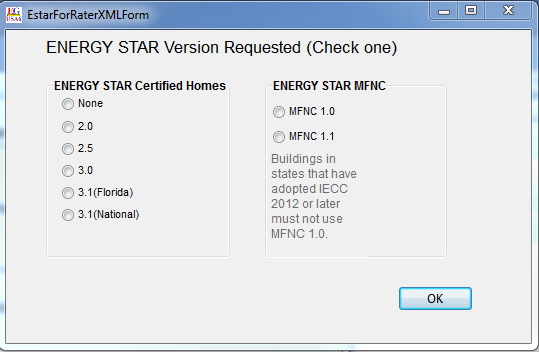 EG
USA6
EstarForRaterXMLForm
ENERGY STAR Version Requested (Check one)
ENERGY STAR Certified Homes
None
2.0
2.5
3.0
3.1(Florida)
3.1(National)
ENERGY STAR MFNC
MFNC 1.0
MFNC 1.1
Buildings in
states that have
adopted IECC
2012 or later
must not use
MFNC 1.0.
OK